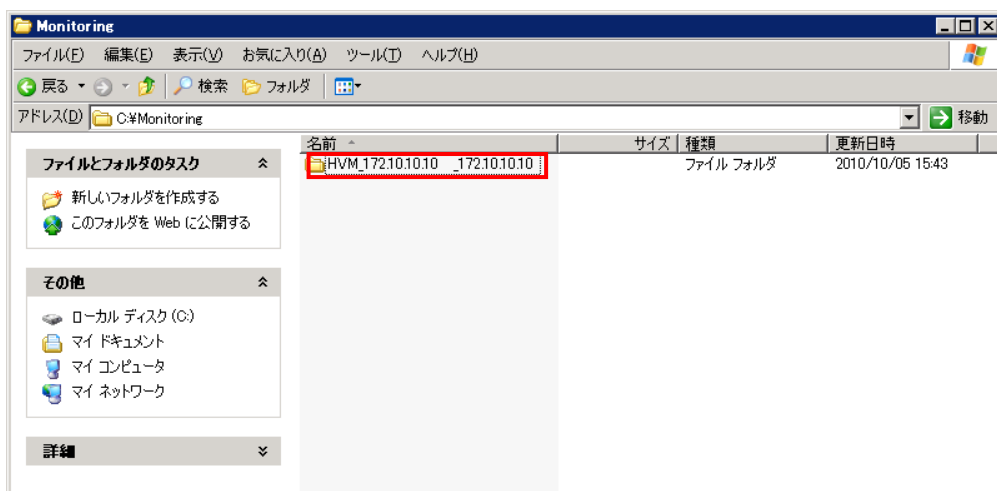 Monitoring
ファイル(F) 編集(E) 表示(V) お気に入り(A) ツール(T) ヘルプ(H)
戻る 検索 フォルダ
アドレス(D) C:¥Monitoring 移動
ファイルとフォルダのタスク
新しいフォルダを作成する
このフォルダを Web に公開する
その他
ローカル ディスク (C:)
マイ ドキュメント
マイ コンピュータ
マイ ネットワーク
詳細
名前 サイズ 種類 更新日時
HVM_172.10.10.10 _172.10.10.10 ファイル フォルダ 2010/10/05 15:43